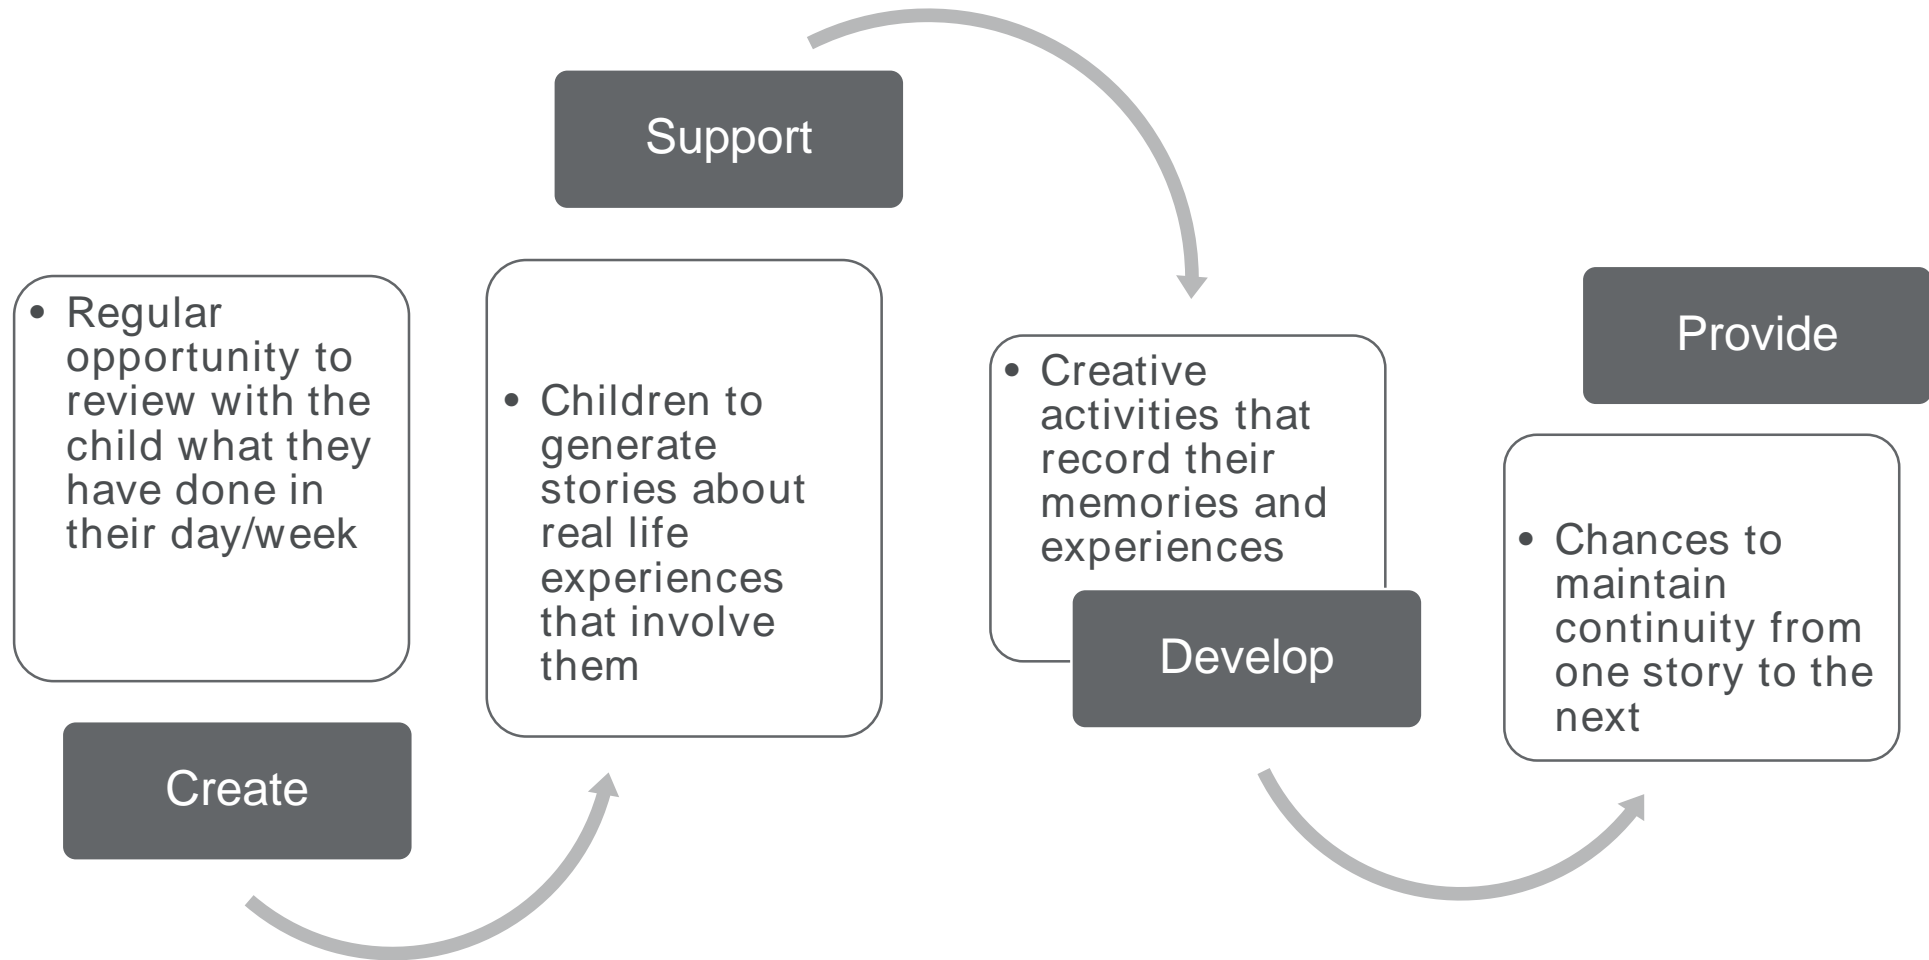 • Regular
opportunity to
review with the
child what they
have done in
their day/week
Create
Support
• Children to
generate
stories about
real life
experiences
that involve
them
• Creative
activities that
record their
memories and
experiences
Develop
Provide
• Chances to
maintain
continuity from
one story to the
next